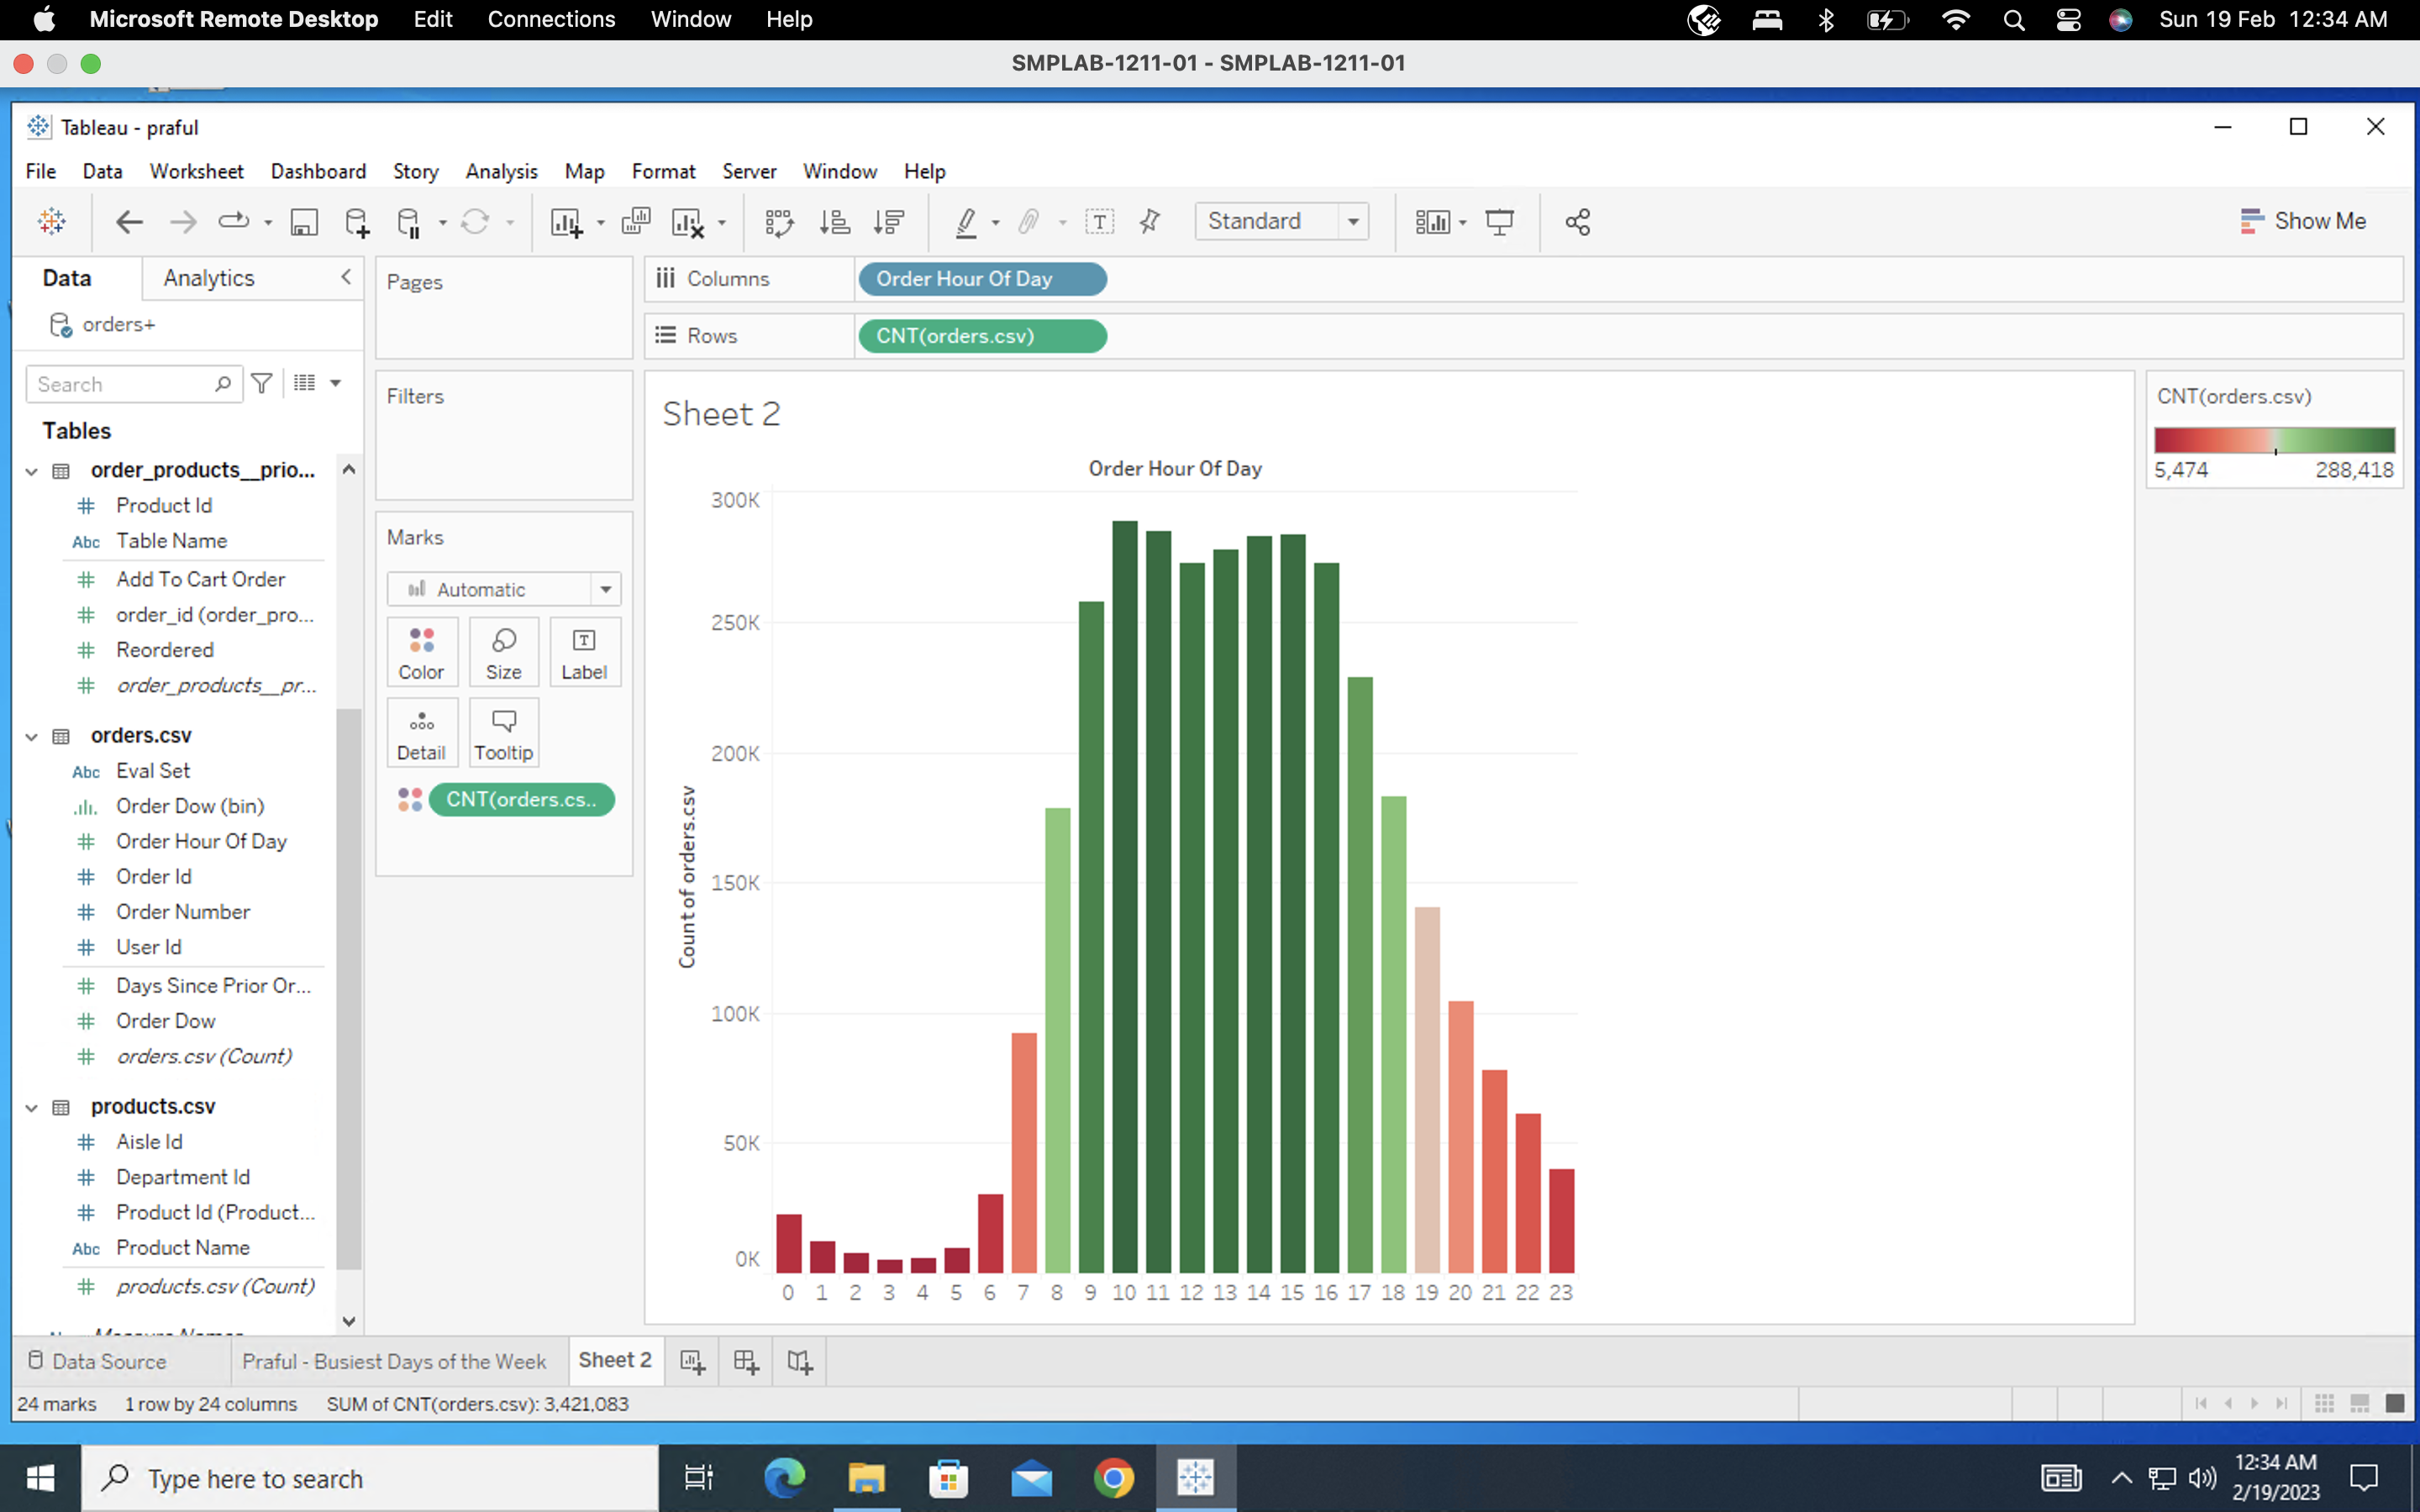 Microsoft Remote Desktop Edit Connections Window Help Sun 19 Feb 12:34 AM
SMPLAB-1211-01 - SMPLAB-1211-01
Tableau - praful
File Data Worksheet Dashboard Story Analysis Map Format Server Window Help
Standard
Show Me
Data Analytics
orders+
Search
Tables
order_products__prio...
Product Id
Abc Table Name
Add To Cart Order
order_id (order_pro...
Reordered
order_products__pr...
orders.csv
Abc Eval Set
Order Dow (bin)
Order Hour Of Day
Order Id
Order Number
User Id
Days Since Prior Or...
Order Dow
orders.csv (Count)
products.csv
Aisle Id
Department Id
Product Id (Product...
Abc Product Name
products.csv (Count)
Pages
Filters
Marks
Automatic
Color Size Label
Detail Tooltip
CNT(orders.cs..
Columns Order Hour Of Day
Rows CNT(orders.csv)
Sheet 2
Order Hour Of Day
300K
250K
200K
150K
100K
50K
0K
Count of orders.csv
0 1 2 3 4 5 6 7 8 9 10 11 12 13 14 15 16 17 18 19 20 21 22 23
CNT(orders.csv)
5,474 288,418
Data Source Praful - Busiest Days of the Week Sheet 2
24 marks 1 row by 24 columns SUM of CNT(orders.csv): 3,421,083
Type here to search
12:34 AM
2/19/2023